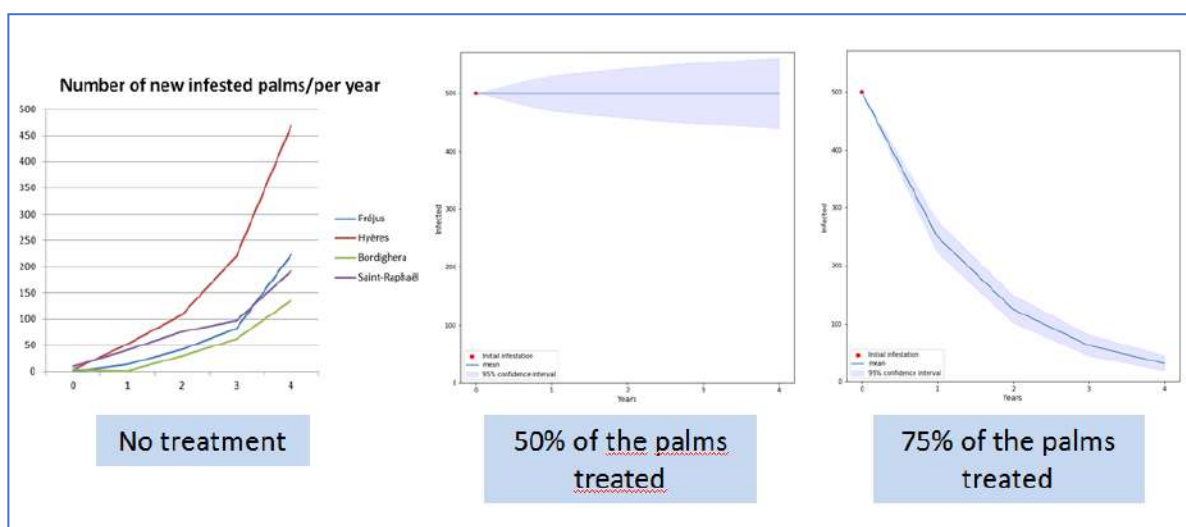 Number of new infested palms/per year
500
450
400
350
300
250
200
150
100
50
0
0 1 2 3 4
Fréjus
Hyères
Bordighera
Saint-Raphaël
No treatment
500
400
300
200
100
0
Infected
Initial infestation
mean
95% confidence interval
0 1 2 3 4
Years
50% of the palms
treated
500
400
300
200
100
0
Infected
Initial infestation
mean
95% confidence interval
0 1 2 3 4
Years
75% of the palms
treated